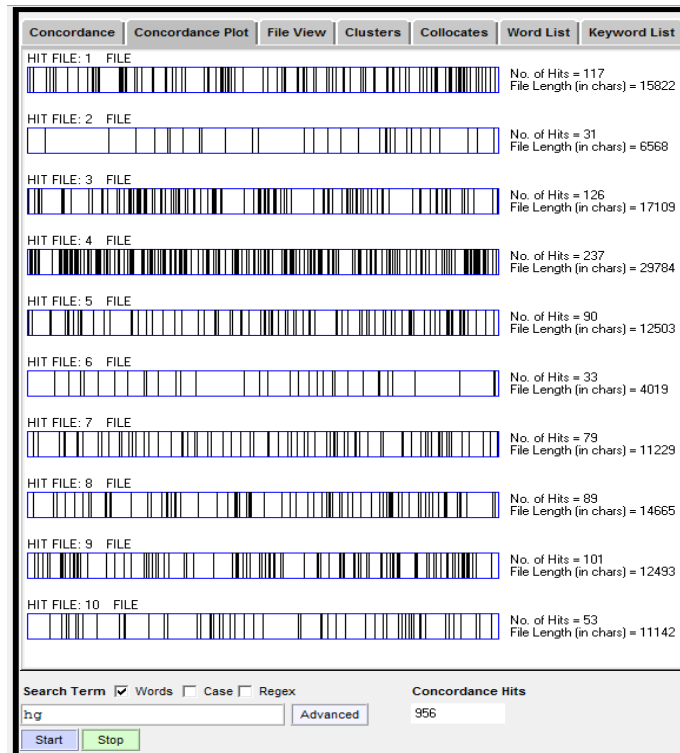 Concordance Concordance Plot File View Clusters Collocates Word List Keyword List
HIT FILE: 1 FILE
No. of Hits = 117
File Length (in chars) = 15822
HIT FILE: 2 FILE
No. of Hits = 31
File Length (in chars) = 6568
HIT FILE: 3 FILE
No. of Hits = 126
File Length (in chars) = 17109
HIT FILE: 4 FILE
No. of Hits = 237
File Length (in chars) = 29784
HIT FILE: 5 FILE
No. of Hits = 90
File Length (in chars) = 12503
HIT FILE: 6 FILE
No. of Hits = 33
File Length (in chars) = 4019
HIT FILE: 7 FILE
No. of Hits = 79
File Length (in chars) = 11229
HIT FILE: 8 FILE
No. of Hits = 89
File Length (in chars) = 14665
HIT FILE: 9 FILE
No. of Hits = 101
File Length (in chars) = 12493
HIT FILE: 10 FILE
No. of Hits = 53
File Length (in chars) = 11142
Search Term Words Case Regex Concordance Hits
hg Advanced 956
Start Stop